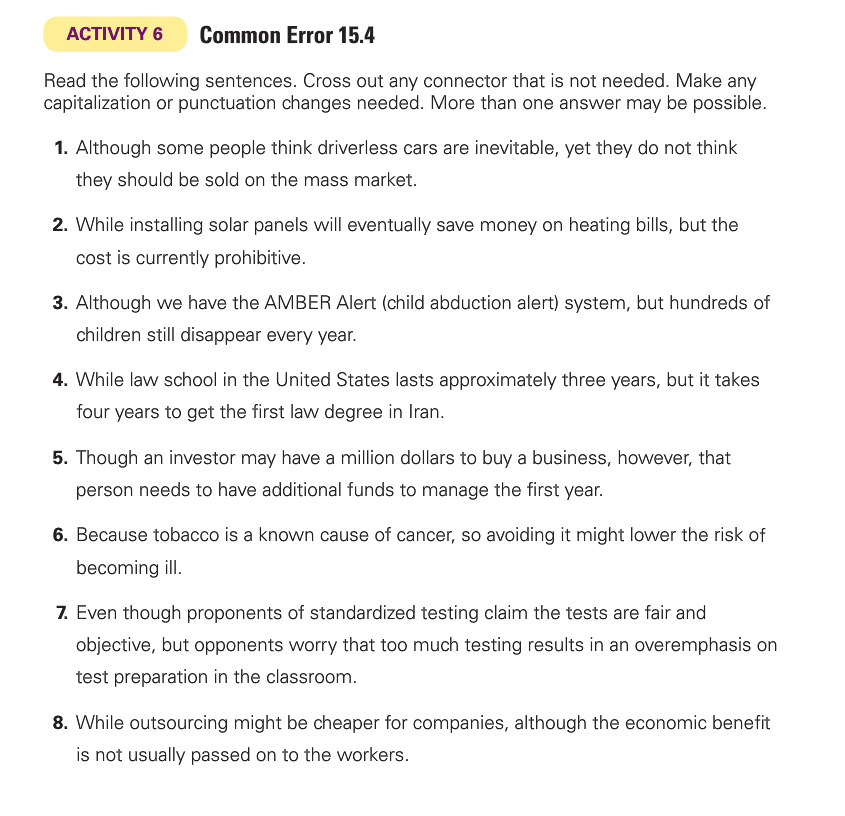 ACTIVITY 6 Common Error 15.4
Read the following sentences. Cross out any connector that is not needed. Make any
capitalization or punctuation changes needed. More than one answer may be possible.
1. Although some people think driverless cars are inevitable, yet they do not think
they should be sold on the mass market.
2. While installing solar panels will eventually save money on heating bills, but the
cost is currently prohibitive.
3. Although we have the AMBER Alert (child abduction alert) system, but hundreds of
children still disappear every year.
4. While law school in the United States lasts approximately three years, but it takes
four years to get the first law degree in Iran.
5. Though an investor may have a million dollars to buy a business, however, that
person needs to have additional funds to manage the first year.
6. Because tobacco is a known cause of cancer, so avoiding it might lower the risk of
becoming ill.
7. Even though proponents of standardized testing claim the tests are fair and
objective, but opponents worry that too much testing results in an overemphasis on
test preparation in the classroom.
8. While outsourcing might be cheaper for companies, although the economic benefit
is not usually passed on to the workers.